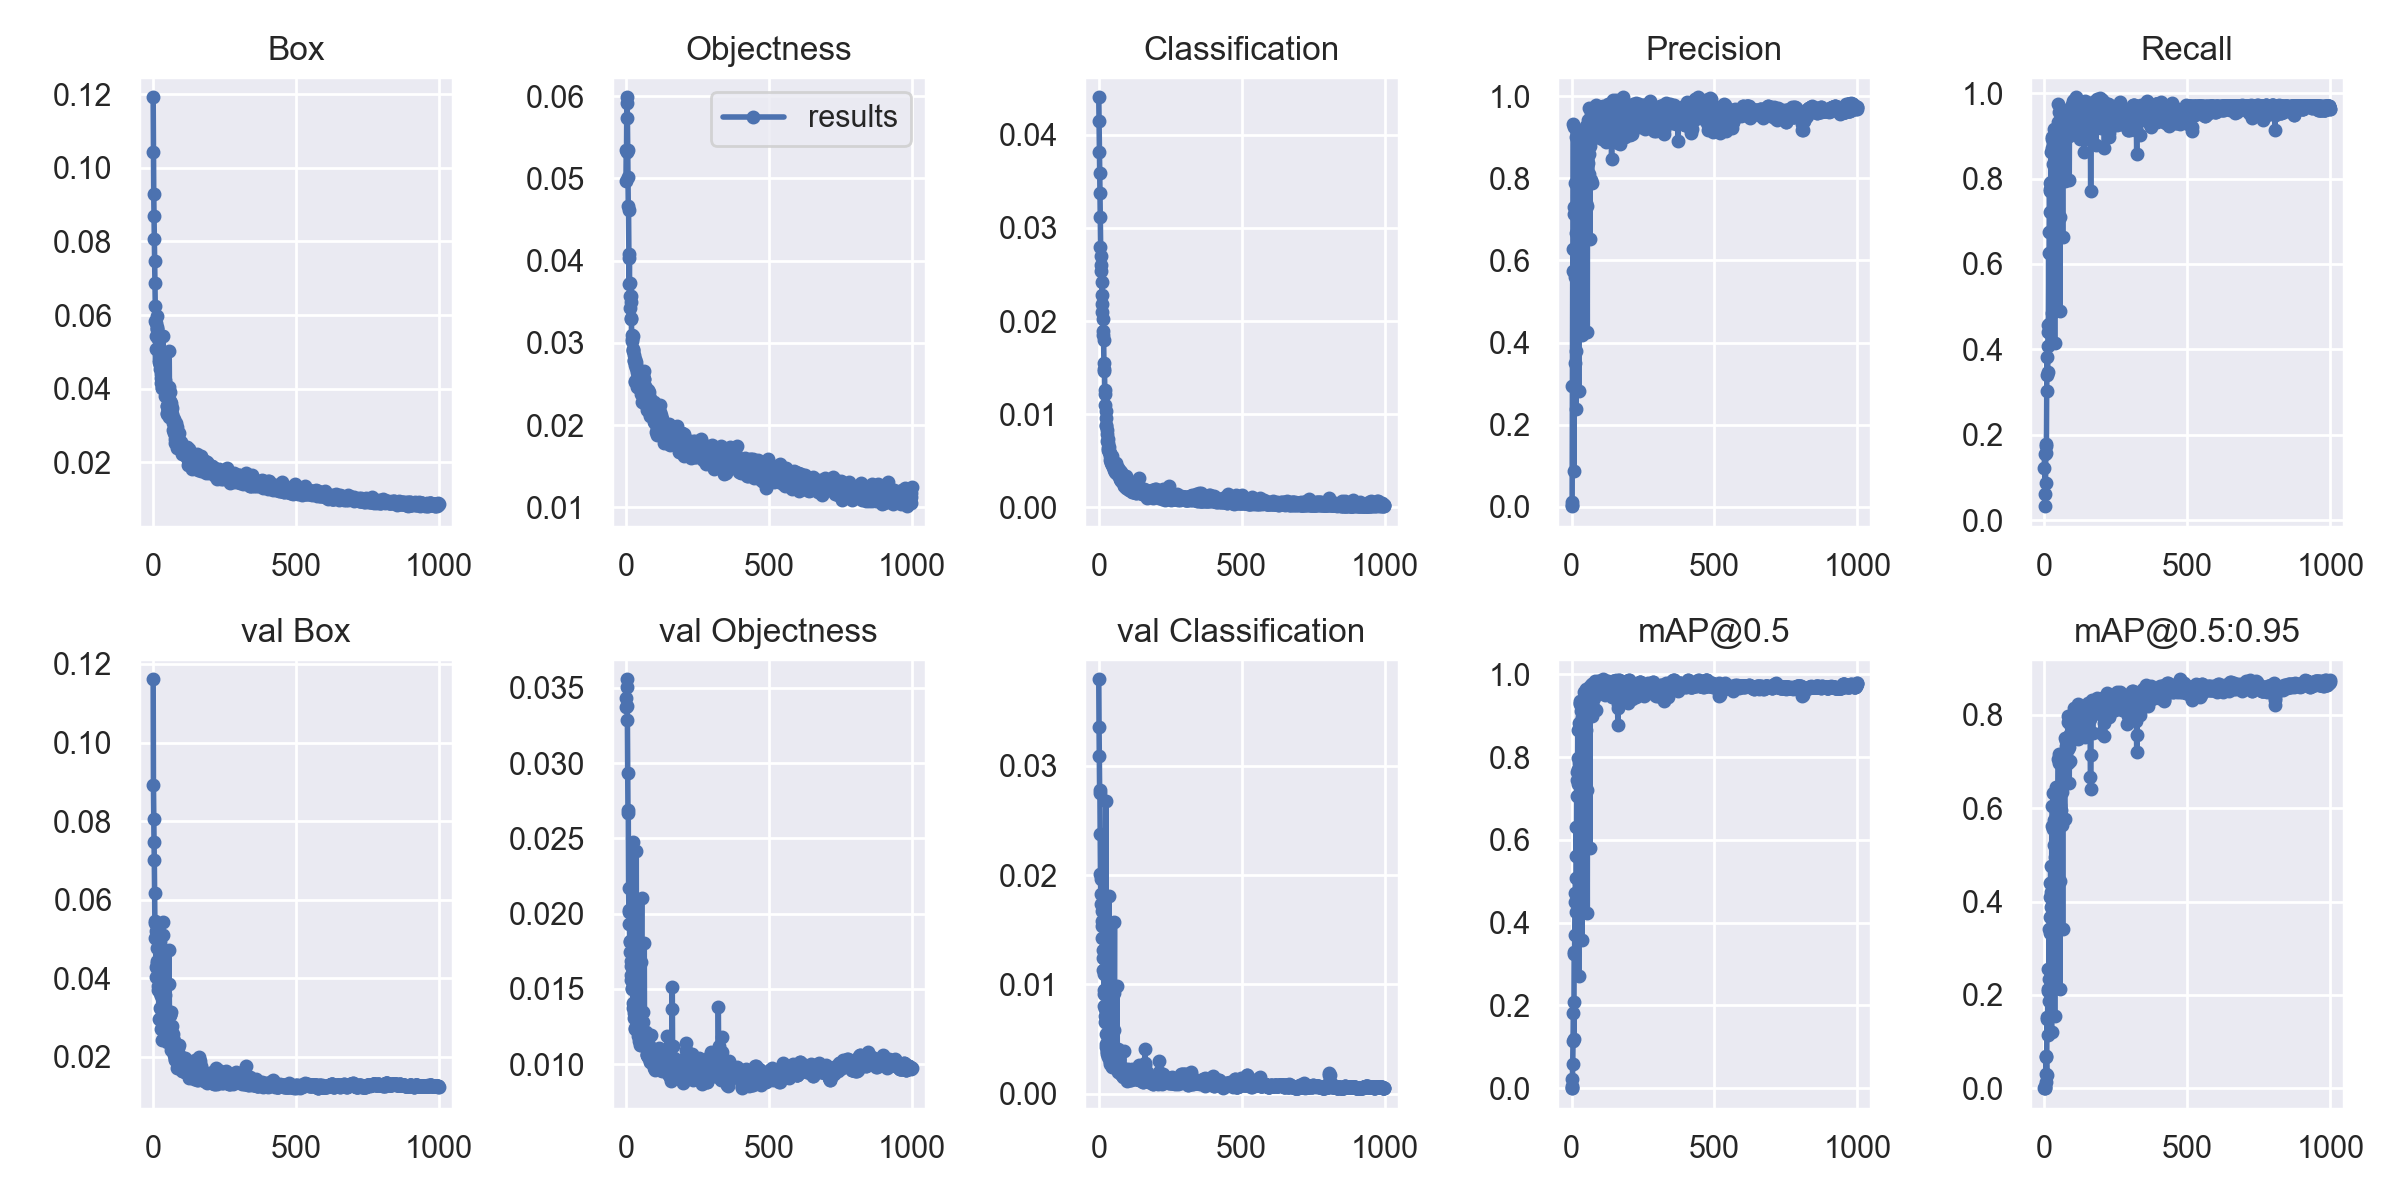 Box
Objectness
Classification
Precision
Recall
0.12
0.10
0.08
0.06
0.04
0.02
0 500 1000
results
0.06
0.05
0.04
0.03
0.02
0.01
0 500 1000
0.04
0.03
0.02
0.01
0.00
0 500 1000
1.0
0.8
0.6
0.4
0.2
0.0
0 500 1000
1.0
0.8
0.6
0.4
0.2
0.0
0 500 1000
val Box
val Objectness
val Classification
mAP@0.5
mAP@0.5:0.95
0.12
0.10
0.08
0.06
0.04
0.02
0 500 1000
0.035
0.030
0.025
0.020
0.015
0.010
0 500 1000
0.03
0.02
0.01
0.00
0 500 1000
1.0
0.8
0.6
0.4
0.2
0.0
0 500 1000
0.8
0.6
0.4
0.2
0.0
0 500 1000